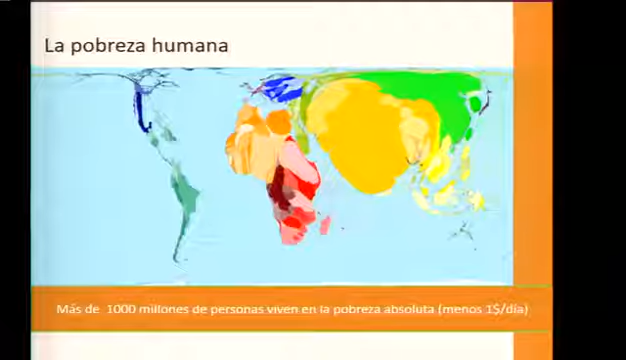 La pobreza humana
Más de 1000 millones de personas viven en la pobreza absoluta (menos 1$/día)